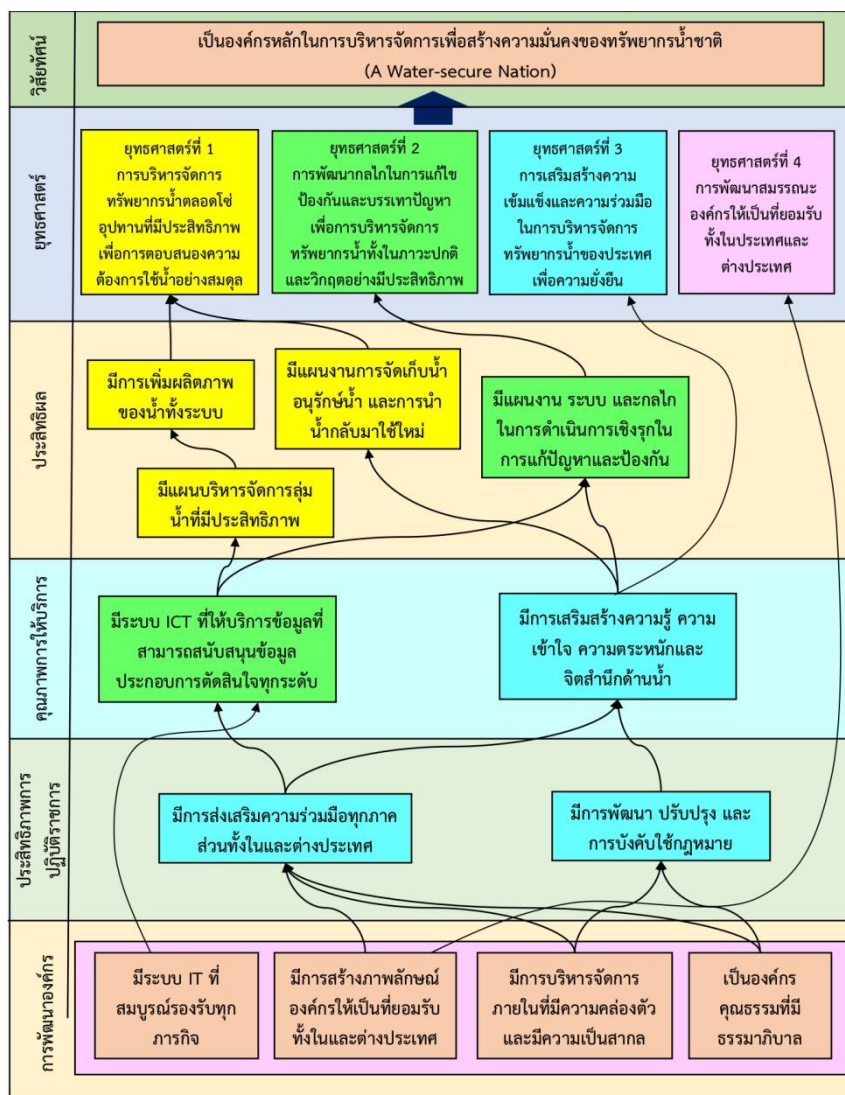 วิสัยทัศน์
เป็นองค์กรหลักในการบริหารจัดการเพื่อสร้างความมั่นคงของทรัพยากรน้ำชาติ
(A Water-secure Nation)
ยุทธศาสตร์
ยุทธศาสตร์ที่ 1
การบริหารจัดการ
ทรัพยากรน้ำตลอดโซ่
อุปทานที่มีประสิทธิภาพ
เพื่อการตอบสนองความ
ต้องการใช้น้ำอย่างสมดุล
ยุทธศาสตร์ที่ 2
การพัฒนากลไกในการแก้ไข
ป้องกันและบรรเทาปัญหา
เพื่อการบริหารจัดการ
ทรัพยากรน้ำทั้งในภาวะปกติ
และวิกฤตอย่างมีประสิทธิภาพ
ยุทธศาสตร์ที่ 3
การเสริมสร้างความ
เข้มแข็งและความร่วมมือ
ในการบริหารจัดการ
ทรัพยากรน้ำของประเทศ
เพื่อความยั่งยืน
ยุทธศาสตร์ที่ 4
การพัฒนาสมรรถนะ
องค์กรให้เป็นที่ยอมรับ
ทั้งในประเทศและ
ต่างประเทศ
ประสิทธิผล
มีการเพิ่มผลิตภาพ
ของน้ำทั้งระบบ
มีแผนงานการจัดเก็บน้ำ
อนุรักษ์น้ำ และการนำ
น้ำกลับมาใช้ใหม่
มีแผนงาน ระบบ และกลไก
ในการดำเนินการเชิงรุกใน
การแก้ปัญหาและป้องกัน
มีแผนบริหารจัดการลุ่ม
น้ำที่มีประสิทธิภาพ
คุณภาพการให้บริการ
มีระบบ ICT ที่ให้บริการข้อมูลที่
สามารถสนับสนุนข้อมูล
ประกอบการตัดสินใจทุกระดับ
มีการเสริมสร้างความรู้ ความ
เข้าใจ ความตระหนักและ
จิตสำนึกด้านน้ำ
ประสิทธิภาพการ
ปฏิบัติราชการ
มีการส่งเสริมความร่วมมือทุกภาค
ส่วนทั้งในและต่างประเทศ
มีการพัฒนา ปรับปรุง และ
การบังคับใช้กฎหมาย
การพัฒนาองค์กร
มีระบบ IT ที่
สมบูรณ์รองรับทุก
ภารกิจ
มีการสร้างภาพลักษณ์
องค์กรให้เป็นที่ยอมรับ
ทั้งในและต่างประเทศ
มีการบริหารจัดการ
ภายในที่มีความคล่องตัว
และมีความเป็นสากล
เป็นองค์กร
คุณธรรมที่มี
ธรรมาภิบาล